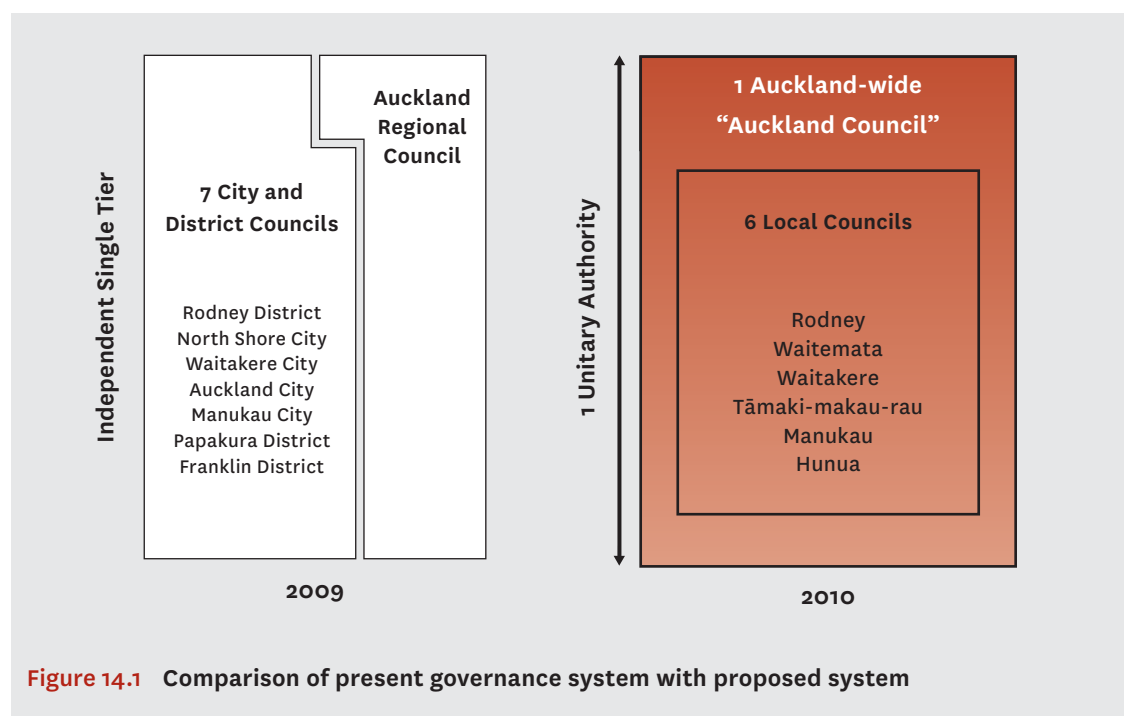 Independent Single Tier
7 City and
District Councils
Rodney District
North Shore City
Waitakere City
Auckland City
Manukau City
Papakura District
Franklin District
Auckland
Regional
Council
2009
1 Unitary Authority
1 Auckland-wide
“Auckland Council”
6 Local Councils
Rodney
Waitemata
Waitakere
Tāmaki-makau-rau
Manukau
Hunua
2010
Figure 14.1 Comparison of present governance system with proposed system